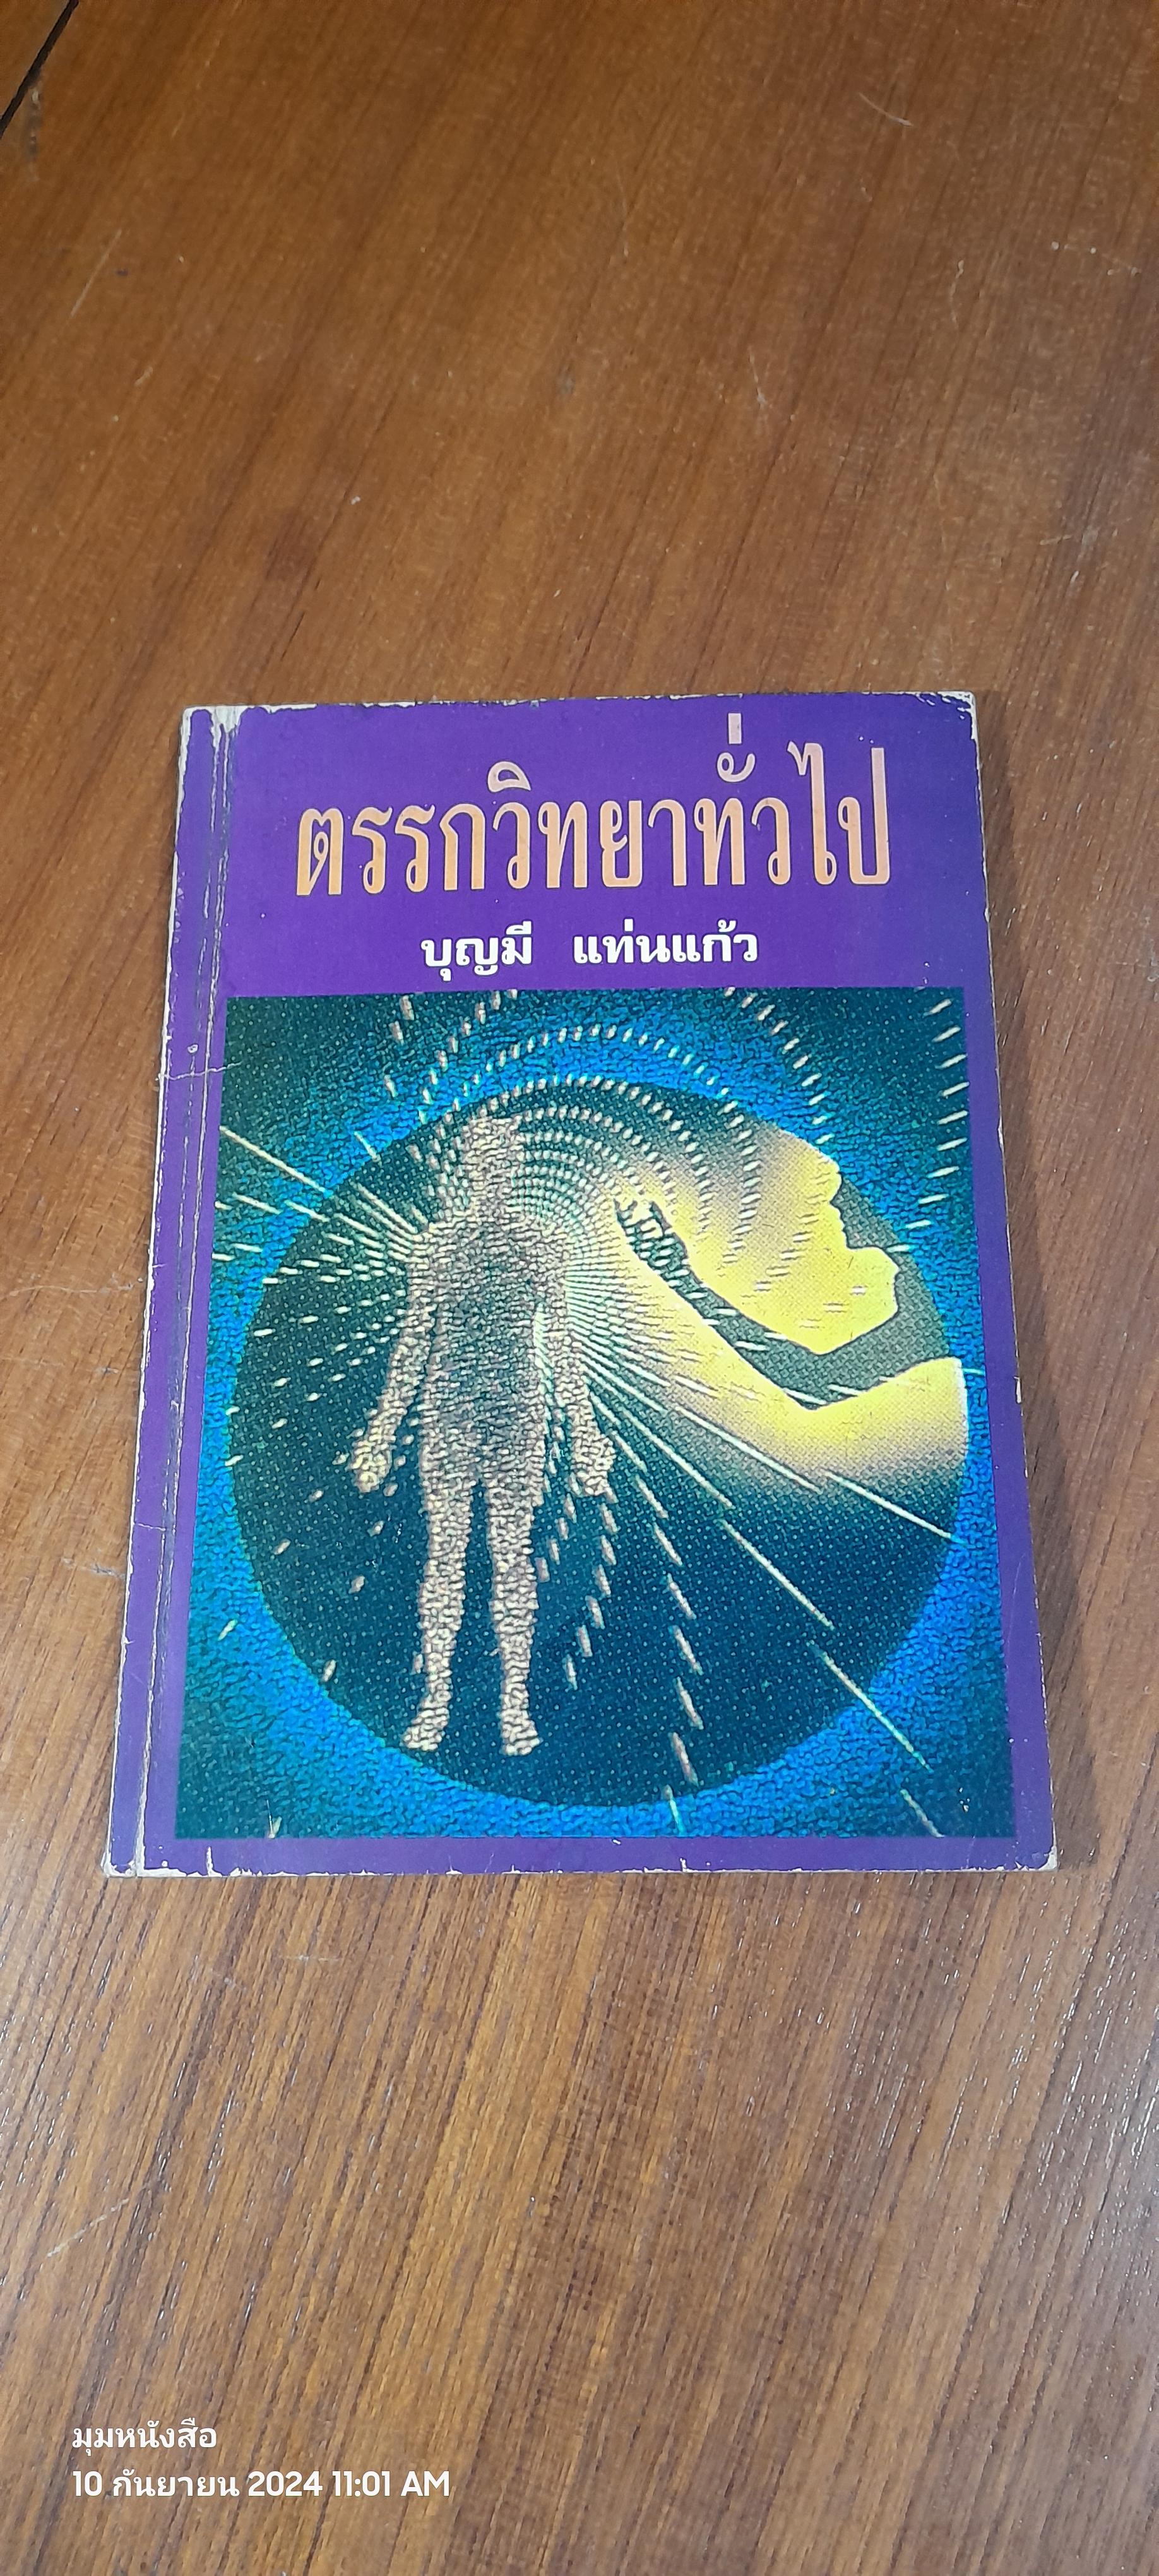 ตรรกวิทยาทั่วไป
บุญมี แท่นแก้ว
มุมหนังสือ
10 กันยายน 2024 11:01 AM